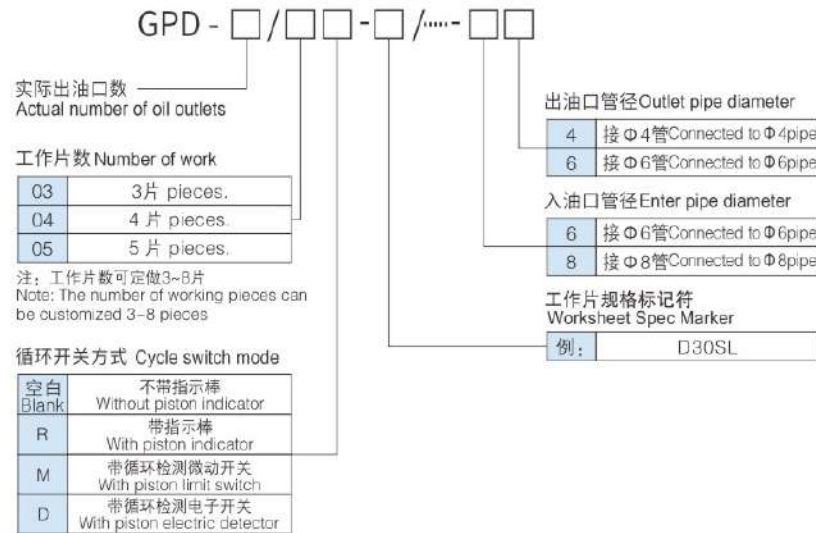 GPD - □/□□-□/·····-□□
实际出油口数
Actual number of oil outlets
工作片数 Number of work
03 3片 pieces.
04 4 片 pieces.
05 5 片 pieces.
注：工作片数可定做3~8片
Note: The number of working pieces can
be customized 3-8 pieces
循环开关方式 Cycle switch mode
空白 不带指示棒
Blank Without piston indicator
R 带指示棒
With piston indicator
M 带循环检测微动开关
With piston limit switch
D 带循环检测电子开关
With piston electric detector
出油口管径Outlet pipe diameter
4 接Φ4管Connected to Φ4pipe
6 接Φ6管Connected to Φ6pipe
入油口管径Enter pipe diameter
6 接Φ6管Connected to Φ6pipe
8 接Φ8管Connected to Φ8pipe
工作片规格标记符
Worksheet Spec Marker
例： D30SL